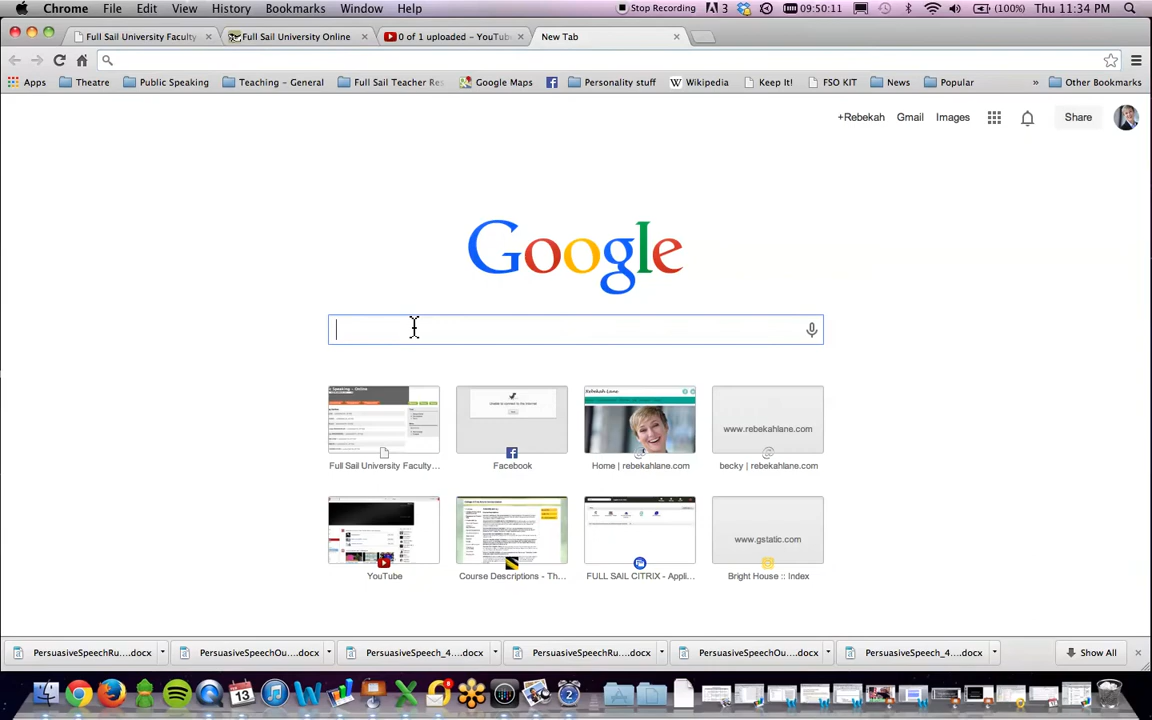 Chrome File Edit View History Bookmarks Window Help Stop Recording 3 09:50:11 (100%) Thu 11:34 PM
Full Sail University Faculty Full Sail University Online 0 of 1 uploaded – YouTube New Tab
Apps Theatre Public Speaking Teaching - General Full Sail Teacher Res Google Maps Personality stuff Wikipedia Keep It! FSO KIT News Popular » Other Bookmarks
+Rebekah Gmail Images Share
Google
www.rebekahlane.com
Full Sail University Faculty... Facebook Home | rebekahlane.com becky | rebekahlane.com
www.gstatic.com
YouTube Course Descriptions - Th... FULL SAIL CITRIX - Appli... Bright House :: Index
PersuasiveSpeechRu....docx PersuasiveSpeechOu....docx PersuasiveSpeech_4....docx PersuasiveSpeechRu....docx PersuasiveSpeechOu....docx PersuasiveSpeech_4....docx Show All